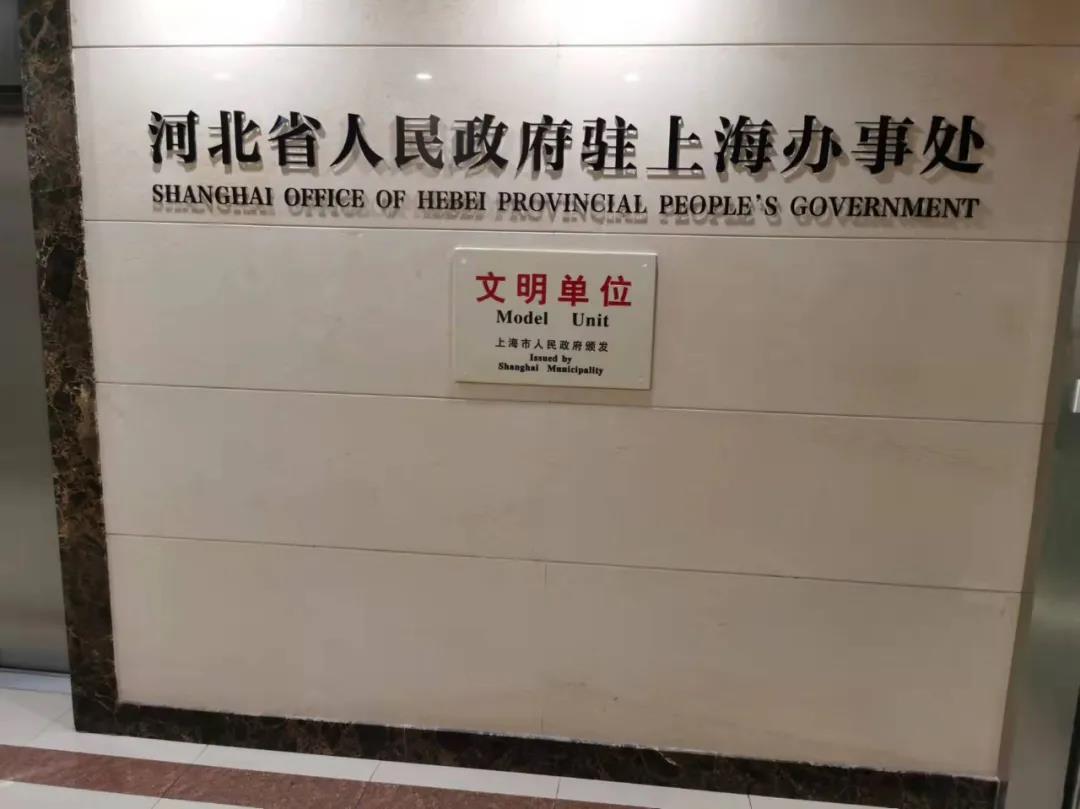 河北省人民政府驻上海办事处
SHANGHAI OFFICE OF HEBEI PROVINCIAL PEOPLE'S GOVERNMENT
文明单位
Model Unit
上海市人民政府颁发
Issued by
Shanghai Municipality